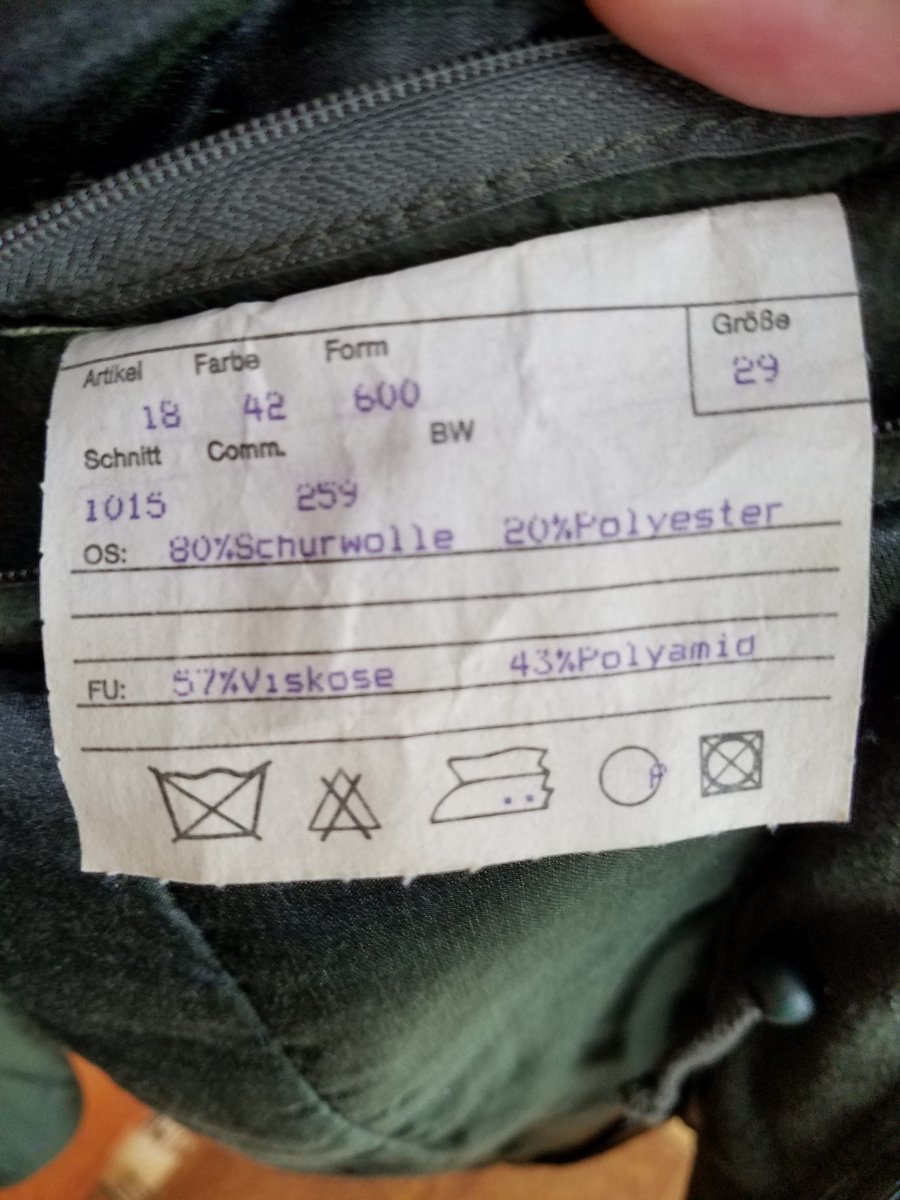 Artikel Farbe Form Größe
18 42 600 29
Schnitt Comm. BW
1015 259
OS: 80%Schurwolle 20%Polyester
FU: 57%Viskose 43%Polyamid
P